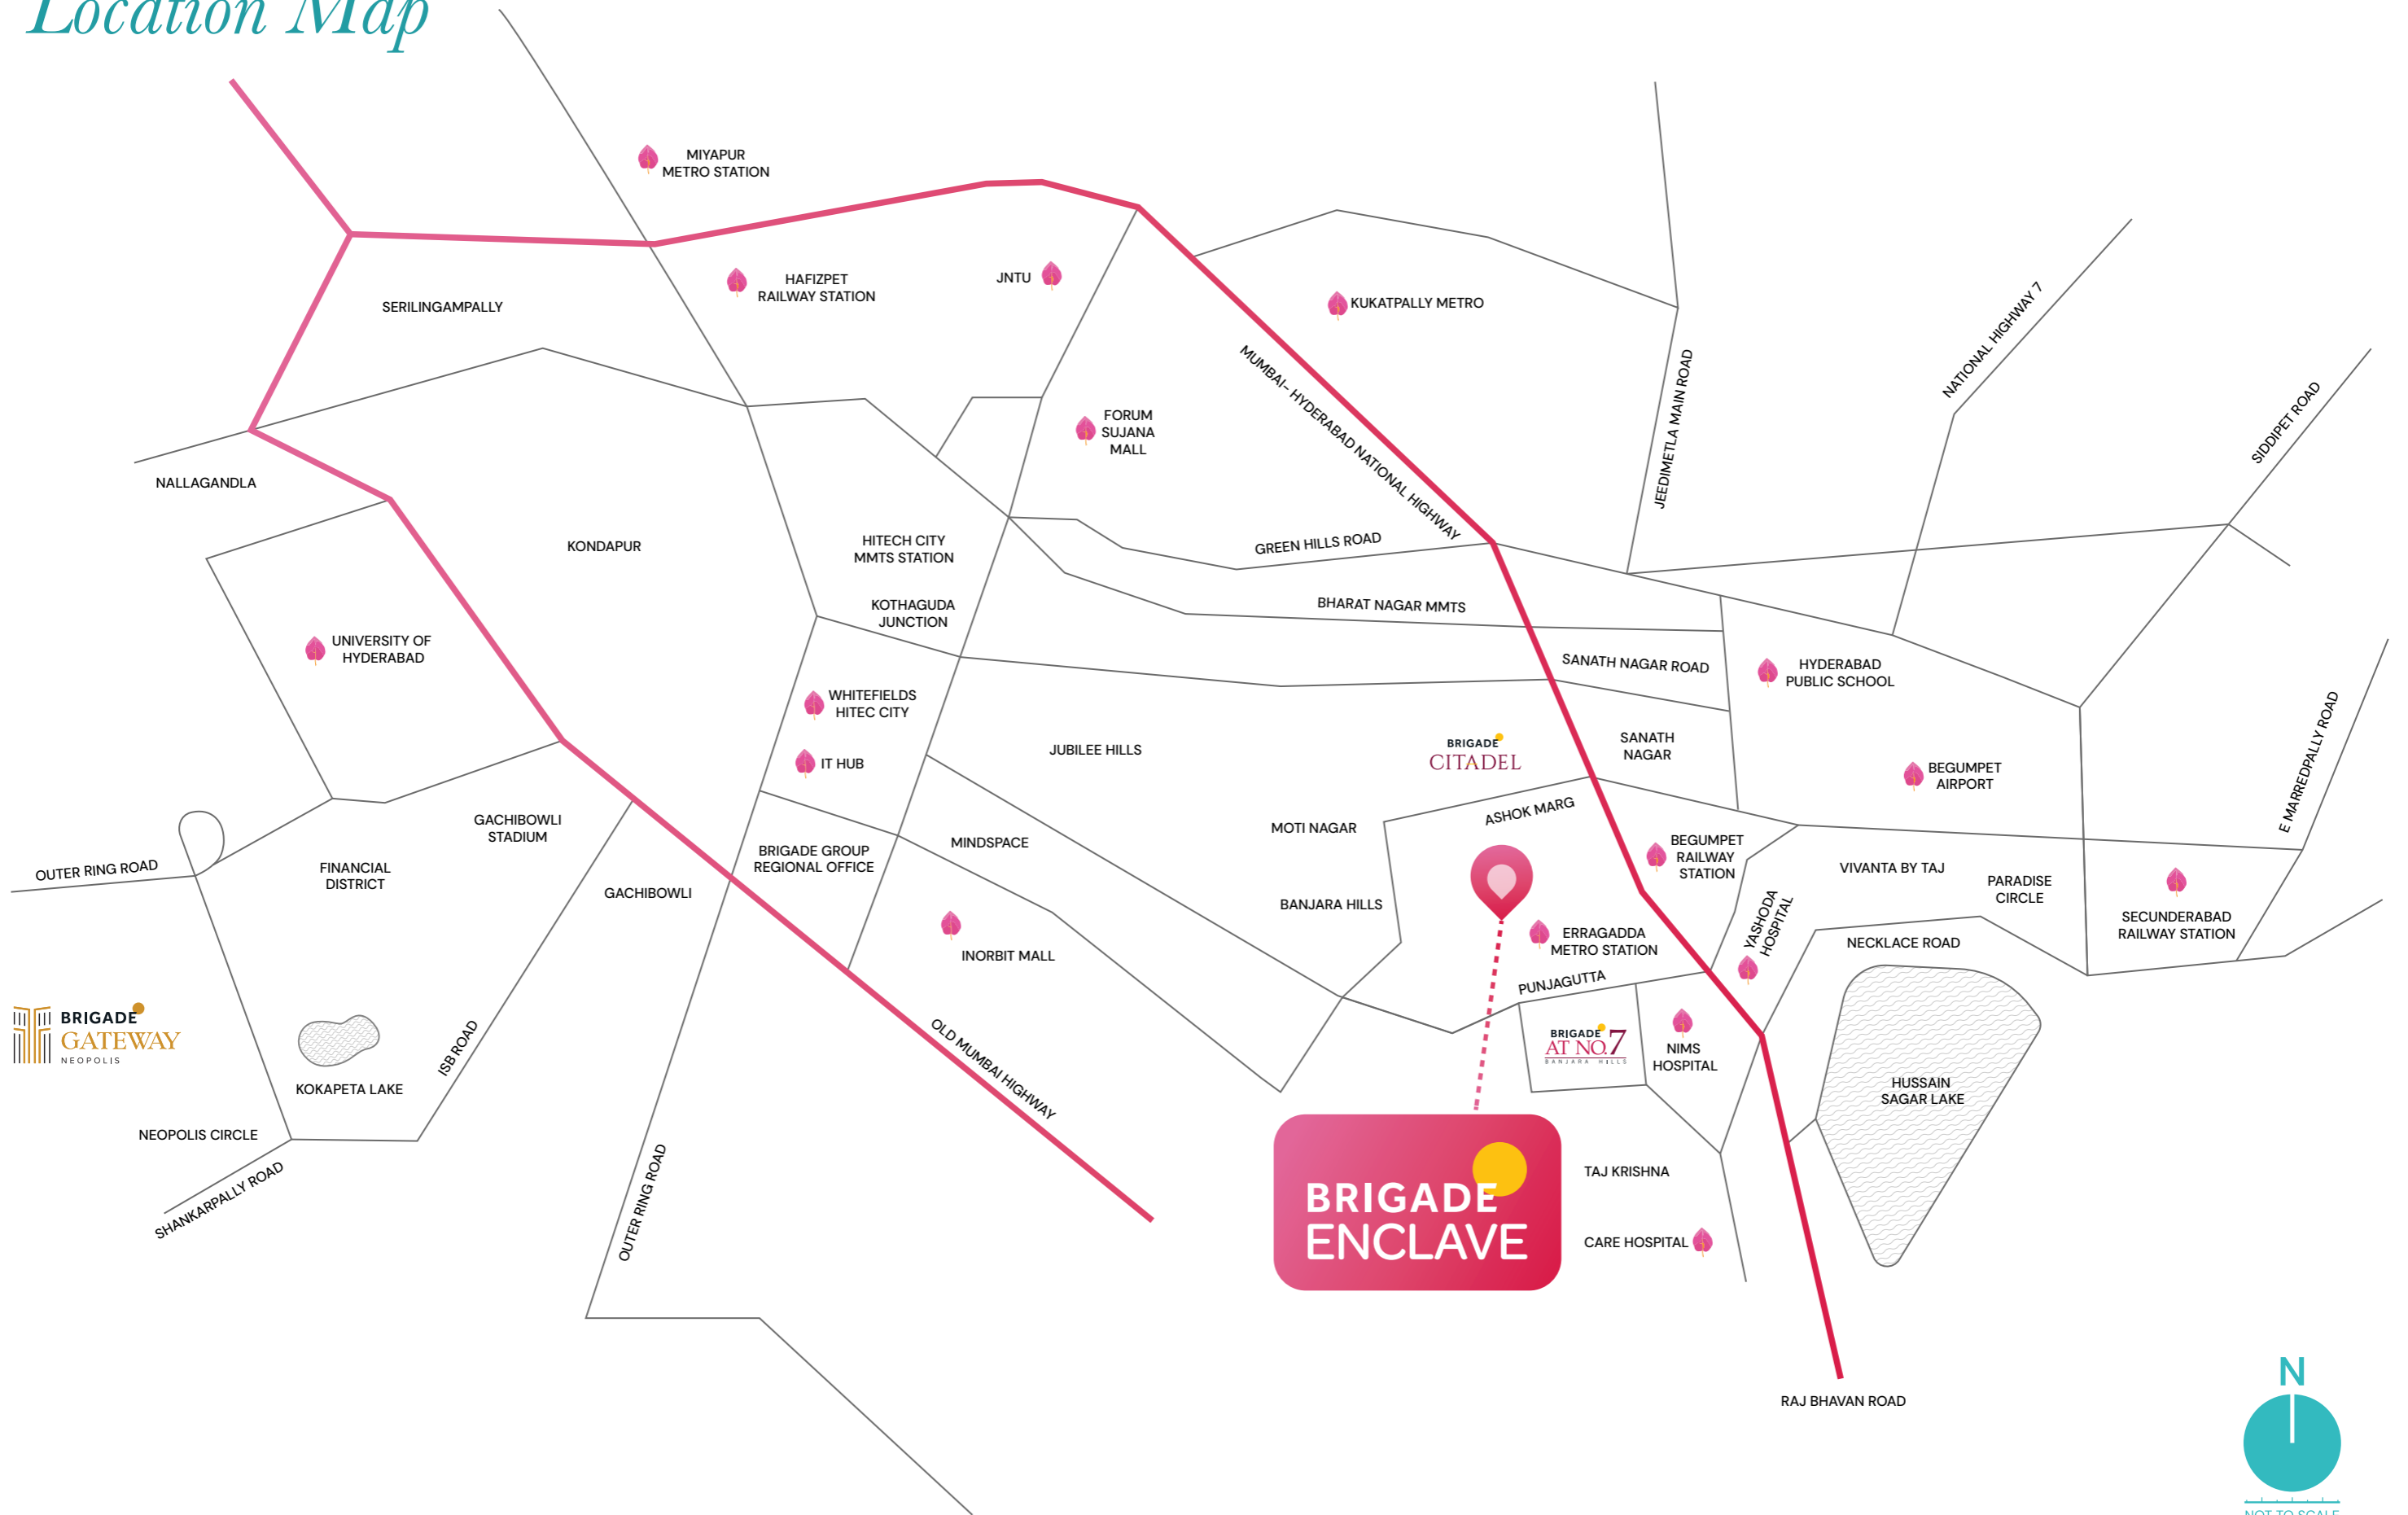 Location Map
MIYAPUR
METRO STATION
HAFIZPET
RAILWAY STATION
JNTU
KUKATPALLY METRO
SERILINGAMPALLY
MUMBAI- HYDERABAD NATIONAL HIGHWAY
JEEDIMETLA MAIN ROAD
NATIONAL HIGHWAY 7
SIDDIPET ROAD
FORUM
SUJANA
MALL
NALLAGANDLA
KONDAPUR
HITECH CITY
MMTS STATION
GREEN HILLS ROAD
KOTHAGUDA
JUNCTION
BHARAT NAGAR MMTS
UNIVERSITY OF
HYDERABAD
SANATH NAGAR ROAD
HYDERABAD
PUBLIC SCHOOL
WHITEFIELDS
HITEC CITY
IT HUB
JUBILEE HILLS
BRIGADE
CITADEL
SANATH
NAGAR
BEGUMPET
AIRPORT
E MARREDPALLY ROAD
GACHIBOWLI
STADIUM
MOTI NAGAR
ASHOK MARG
OUTER RING ROAD
FINANCIAL
DISTRICT
BRIGADE GROUP
REGIONAL OFFICE
MINDSPACE
BEGUMPET
RAILWAY
STATION
VIVANTA BY TAJ
PARADISE
CIRCLE
GACHIBOWLI
BANJARA HILLS
YASHODA
HOSPITAL
SECUNDERABAD
RAILWAY STATION
INORBIT MALL
ERRAGADDA
METRO STATION
NECKLACE ROAD
PUNJAGUTTA
BRIGADE
GATEWAY
NEOPOLIS
ISB ROAD
OLD MUMBAI HIGHWAY
BRIGADE
AT NO.7
BANJARA HILLS
NIMS
HOSPITAL
KOKAPETA LAKE
HUSSAIN
SAGAR LAKE
NEOPOLIS CIRCLE
SHANKARPALLY ROAD
OUTER RING ROAD
BRIGADE
ENCLAVE
TAJ KRISHNA
CARE HOSPITAL
RAJ BHAVAN ROAD
N
NOT TO SCALE